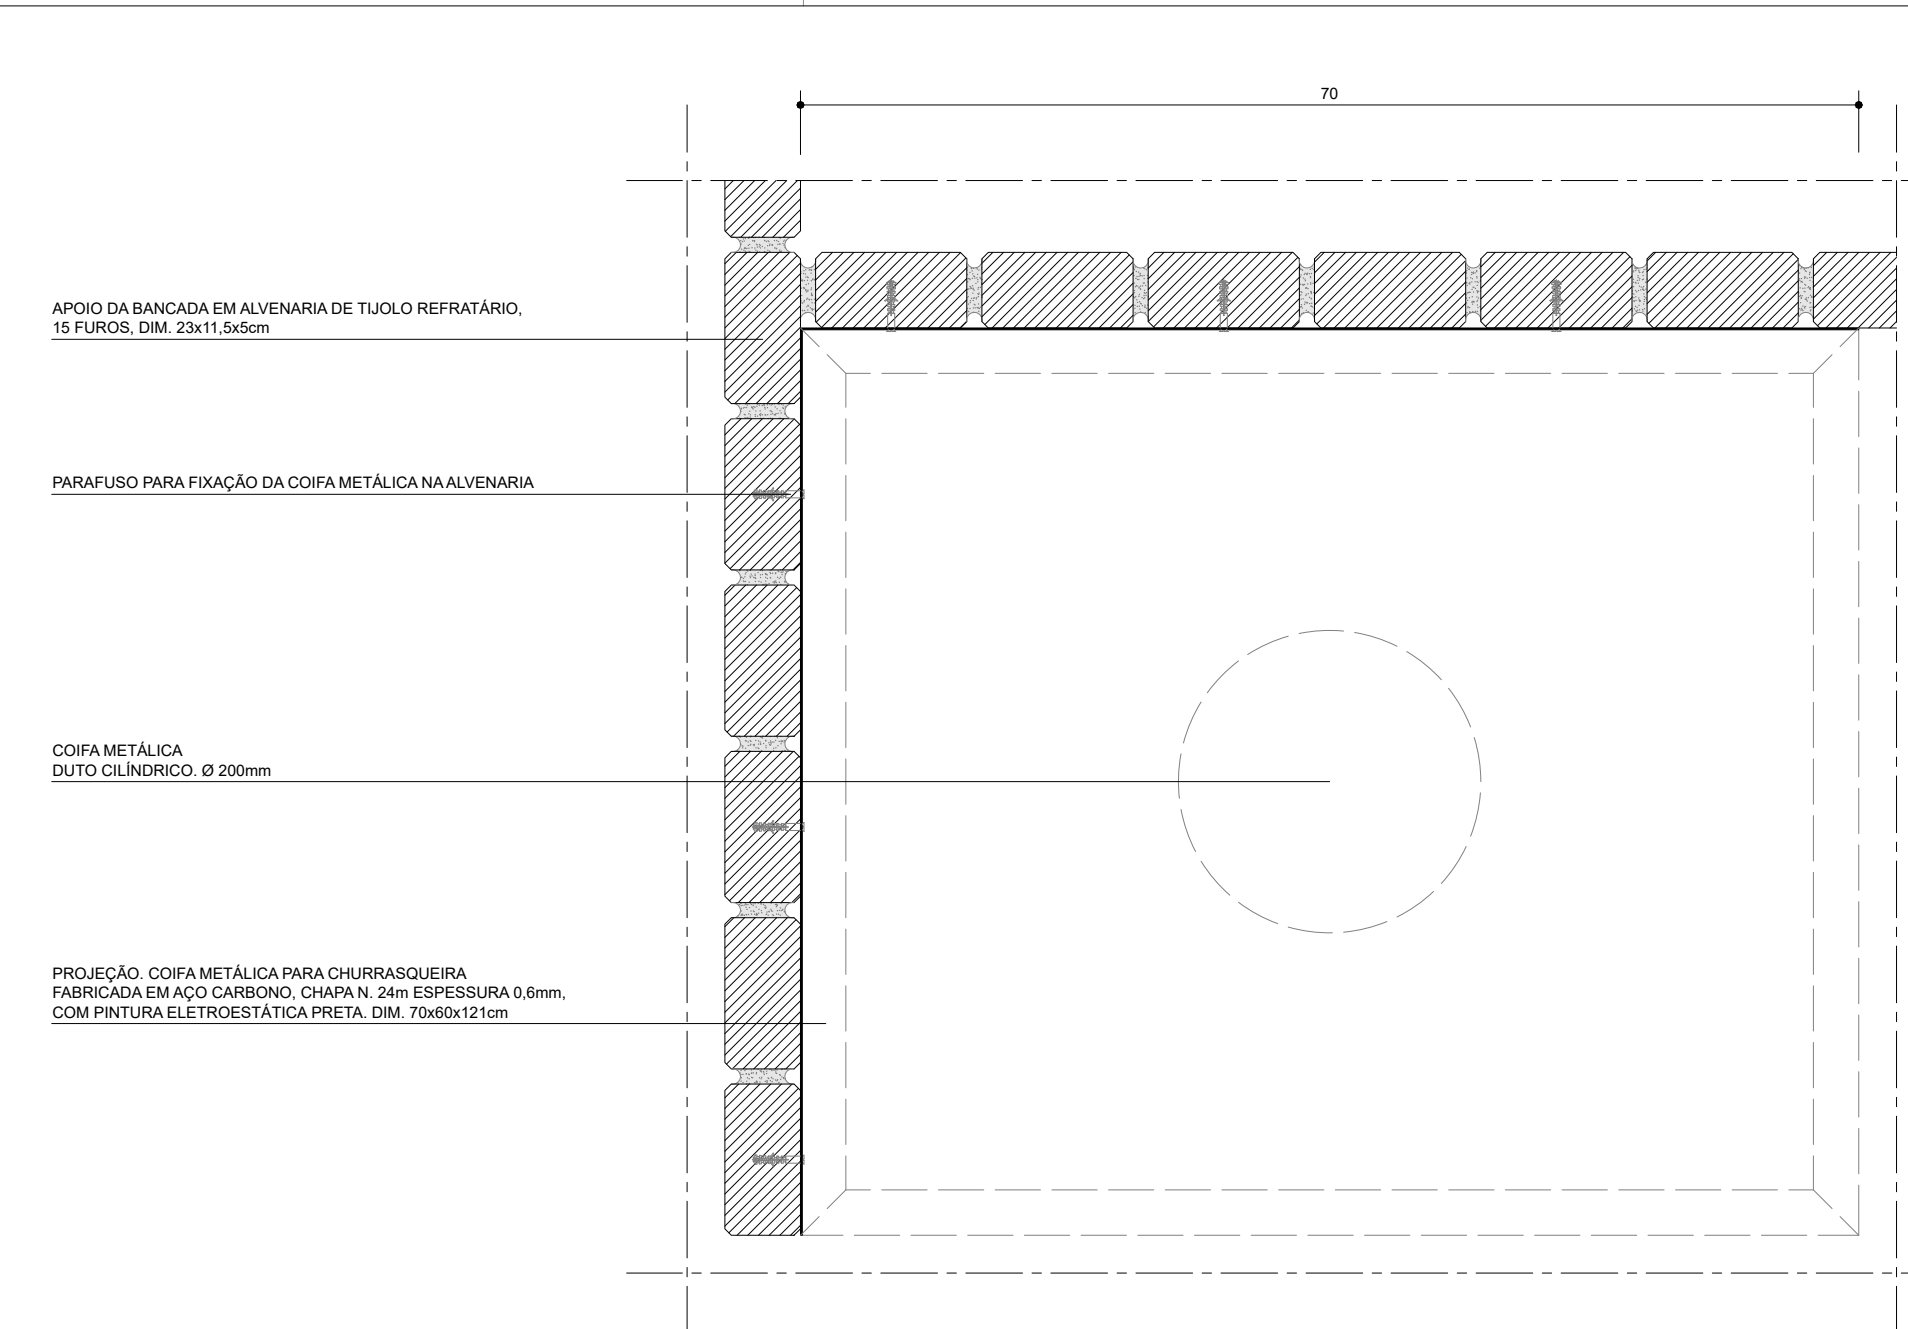 70
APOIO DA BANCADA EM ALVENARIA DE TIJOLO REFRATÁRIO,
15 FUROS, DIM. 23x11,5x5cm
PARAFUSO PARA FIXAÇÃO DA COIFA METÁLICA NA ALVENARIA
COIFA METÁLICA
DUTO CILÍNDRICO. Ø 200mm
PROJEÇÃO. COIFA METÁLICA PARA CHURRASQUEIRA
FABRICADA EM AÇO CARBONO, CHAPA N. 24m ESPESSURA 0,6mm,
COM PINTURA ELETROESTÁTICA PRETA. DIM. 70x60x121cm